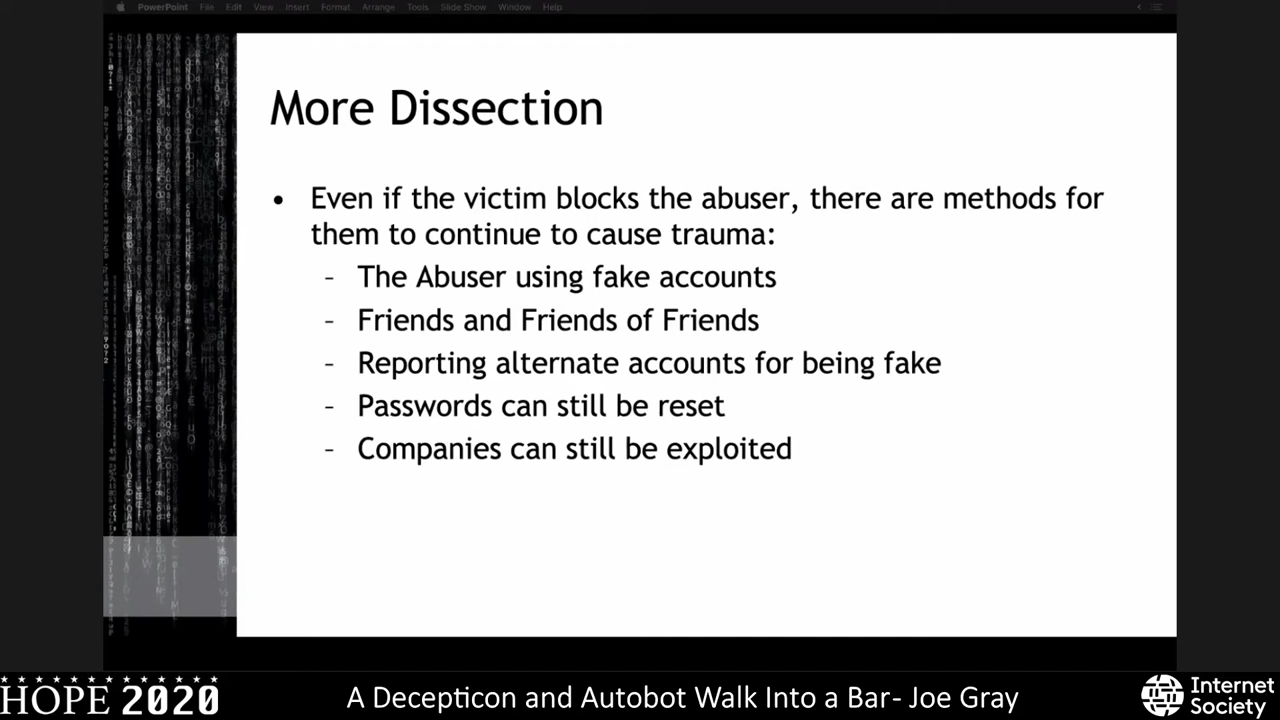 PowerPoint File Edit View Insert Format Arrange Tools Slide Show Window Help
More Dissection
• Even if the victim blocks the abuser, there are methods for
them to continue to cause trauma:
– The Abuser using fake accounts
– Friends and Friends of Friends
– Reporting alternate accounts for being fake
– Passwords can still be reset
– Companies can still be exploited
HOPE 2020
A Decepticon and Autobot Walk Into a Bar- Joe Gray
Internet
Society